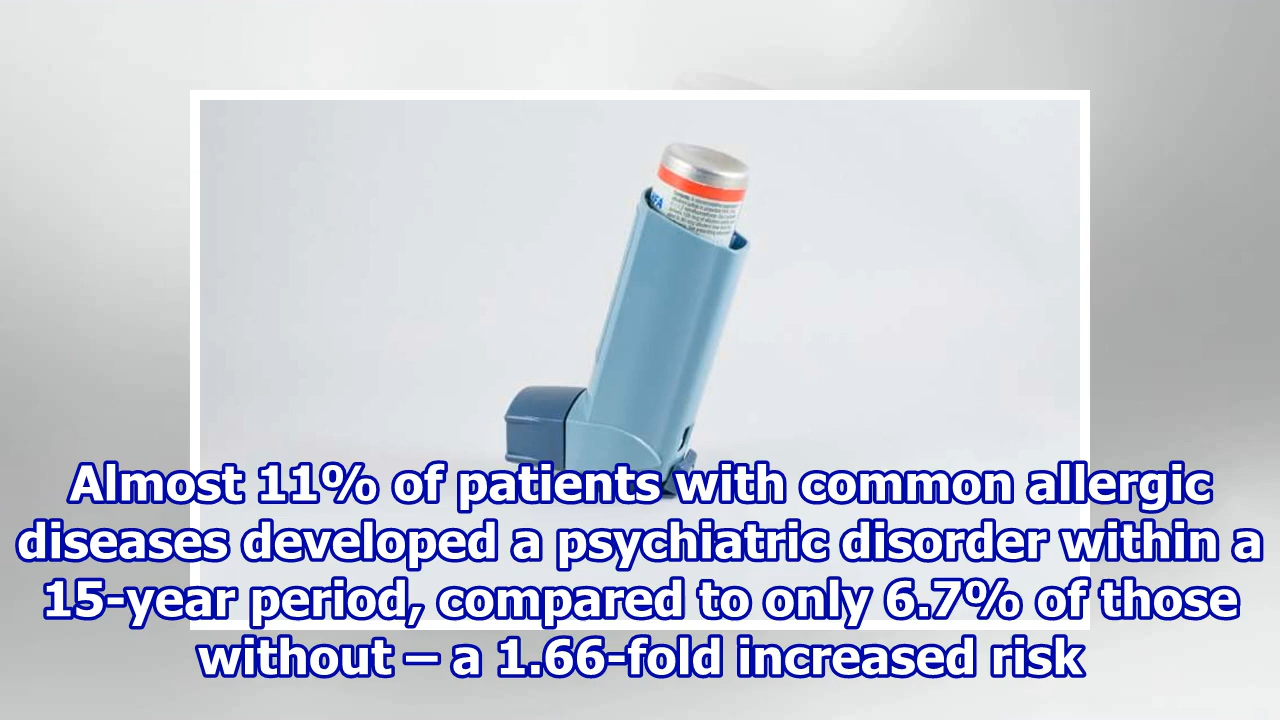 Almost 11% of patients with common allergic
diseases developed a psychiatric disorder within a
15-year period, compared to only 6.7% of those
without – a 1.66-fold increased risk